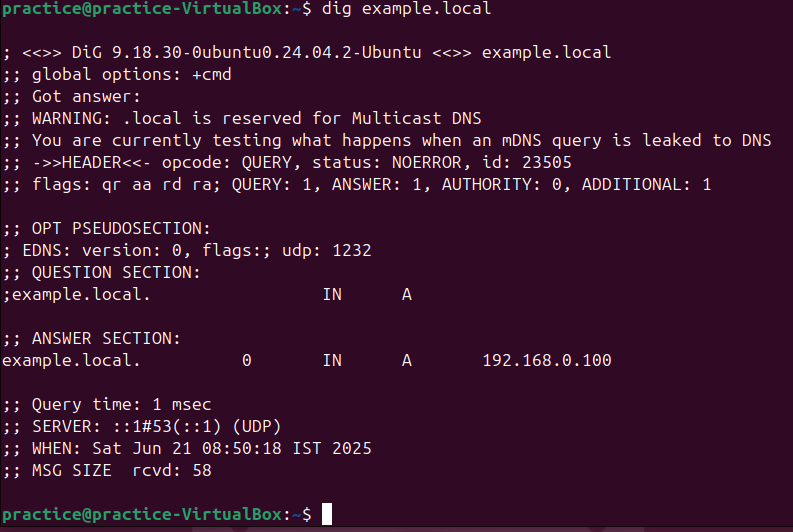 practice@practice-VirtualBox:~$ dig example.local

; <<>> DiG 9.18.30-0ubuntu0.24.04.2-Ubuntu <<>> example.local
;; global options: +cmd
;; Got answer:
;; WARNING: .local is reserved for Multicast DNS
;; You are currently testing what happens when an mDNS query is leaked to DNS
;; ->>HEADER<<- opcode: QUERY, status: NOERROR, id: 23505
;; flags: qr aa rd ra; QUERY: 1, ANSWER: 1, AUTHORITY: 0, ADDITIONAL: 1

;; OPT PSEUDOSECTION:
; EDNS: version: 0, flags:; udp: 1232
;; QUESTION SECTION:
;example.local.			IN	A

;; ANSWER SECTION:
example.local.		0	IN	A	192.168.0.100

;; Query time: 1 msec
;; SERVER: ::1#53(::1) (UDP)
;; WHEN: Sat Jun 21 08:50:18 IST 2025
;; MSG SIZE  rcvd: 58

practice@practice-VirtualBox:~$